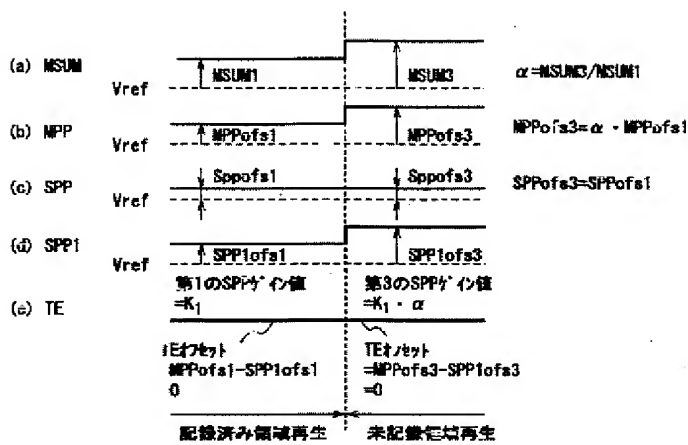 (a) MSUM
MSUM1
MSUM3
α=MSUM3/MSUM1
Vref
(b) MPP
MPPofs1
MPPofs3
MPPofs3=α・MPPofs1
Vref
(c) SPP
Sppofs1
Sppofs3
SPPofs3=SPPofs1
Vref
(d) SPP1
SPP1ofs1
SPP1ofs3
Vref
第1のSPPゲイン値
=K1
第3のSPPゲイン値
=K1・α
(e) TE
TEオフセット
=MPPofs1-SPP1ofs1
0
TEオフセット
=MPPofs3-SPP1ofs3
=0
記録済み領域再生
未記録領域再生